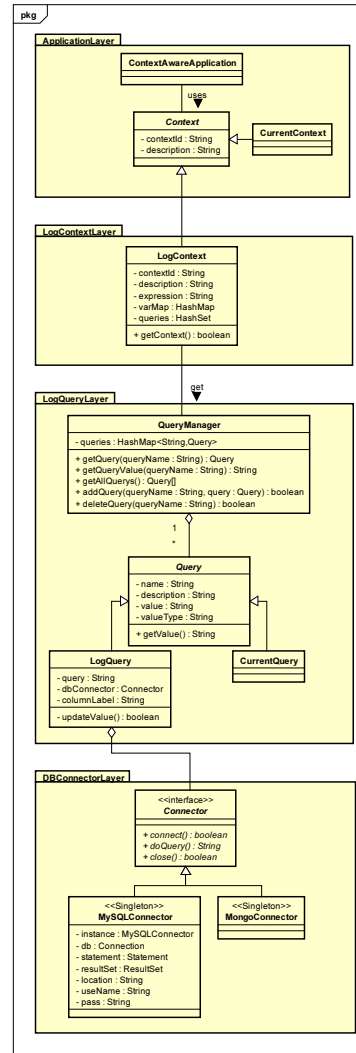 pkg
ApplicationLayer
ContextAwareApplication
uses
Context
- contextId : String
- description : String
CurrentContext
LogContextLayer
LogContext
- contextId : String
- description : String
- expression : String
- varMap : HashMap
- queries : HashSet
+ getContext() : boolean
get
LogQueryLayer
QueryManager
- queries : HashMap<String,Query>
+ getQuery(queryName : String) : Query
+ getQueryValue(queryName : String) : String
+ getAllQuerys() : Query[]
+ addQuery(queryName : String, query : Query) : boolean
+ deleteQuery(queryName : String) : boolean
1
*
Query
- name : String
- description : String
- value : String
- valueType : String
+ getValue() : String
LogQuery
- query : String
- dbConnector : Connector
- columnLabel : String
- updateValue() : boolean
CurrentQuery
DBConnectorLayer
<<interface>>
Connector
+ connect() : boolean
+ doQuery() : String
+ close() : boolean
<<Singleton>>
MySQLConnector
- instance : MySQLConnector
- db : Connection
- statement : Statement
- resultSet : ResultSet
- location : String
- useName : String
- pass : String
<<Singleton>>
MongoConnector